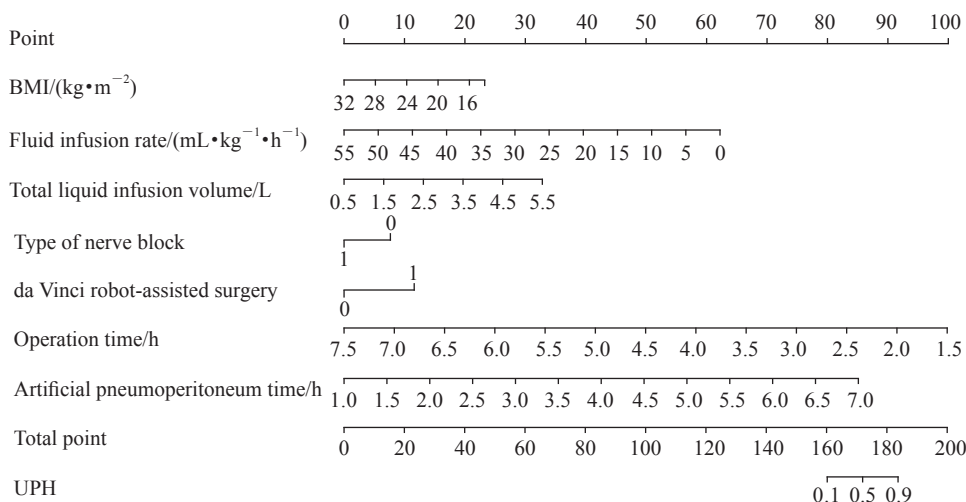 Point 0 10 20 30 40 50 60 70 80 90 100
BMI/(kg•m⁻²) 32 28 24 20 16
Fluid infusion rate/(mL•kg⁻¹•h⁻¹) 55 50 45 40 35 30 25 20 15 10 5 0
Total liquid infusion volume/L 0.5 1.5 2.5 3.5 4.5 5.5
0
Type of nerve block
1
1
da Vinci robot-assisted surgery
0
Operation time/h 7.5 7.0 6.5 6.0 5.5 5.0 4.5 4.0 3.5 3.0 2.5 2.0 1.5
Artificial pneumoperitoneum time/h 1.0 1.5 2.0 2.5 3.0 3.5 4.0 4.5 5.0 5.5 6.0 6.5 7.0
Total point 0 20 40 60 80 100 120 140 160 180 200
UPH 0.1 0.5 0.9